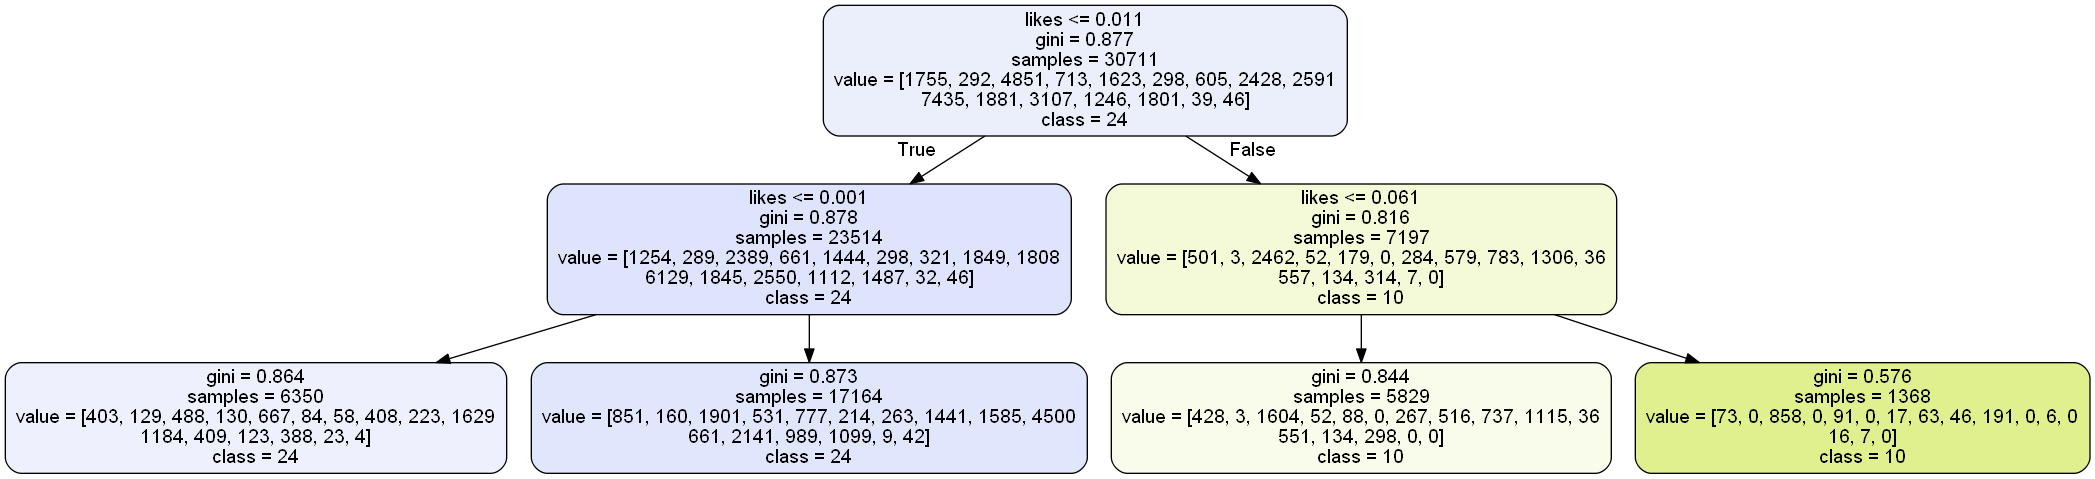 likes <= 0.011
gini = 0.877
samples = 30711
value = [1755, 292, 4851, 713, 1623, 298, 605, 2428, 2591
7435, 1881, 3107, 1246, 1801, 39, 46]
class = 24
True
False
likes <= 0.001
gini = 0.878
samples = 23514
value = [1254, 289, 2389, 661, 1444, 298, 321, 1849, 1808
6129, 1845, 2550, 1112, 1487, 32, 46]
class = 24
likes <= 0.061
gini = 0.816
samples = 7197
value = [501, 3, 2462, 52, 179, 0, 284, 579, 783, 1306, 36
557, 134, 314, 7, 0]
class = 10
gini = 0.864
samples = 6350
value = [403, 129, 488, 130, 667, 84, 58, 408, 223, 1629
1184, 409, 123, 388, 23, 4]
class = 24
gini = 0.873
samples = 17164
value = [851, 160, 1901, 531, 777, 214, 263, 1441, 1585, 4500
661, 2141, 989, 1099, 9, 42]
class = 24
gini = 0.844
samples = 5829
value = [428, 3, 1604, 52, 88, 0, 267, 516, 737, 1115, 36
551, 134, 298, 0, 0]
class = 10
gini = 0.576
samples = 1368
value = [73, 0, 858, 0, 91, 0, 17, 63, 46, 191, 0, 6, 0
16, 7, 0]
class = 10